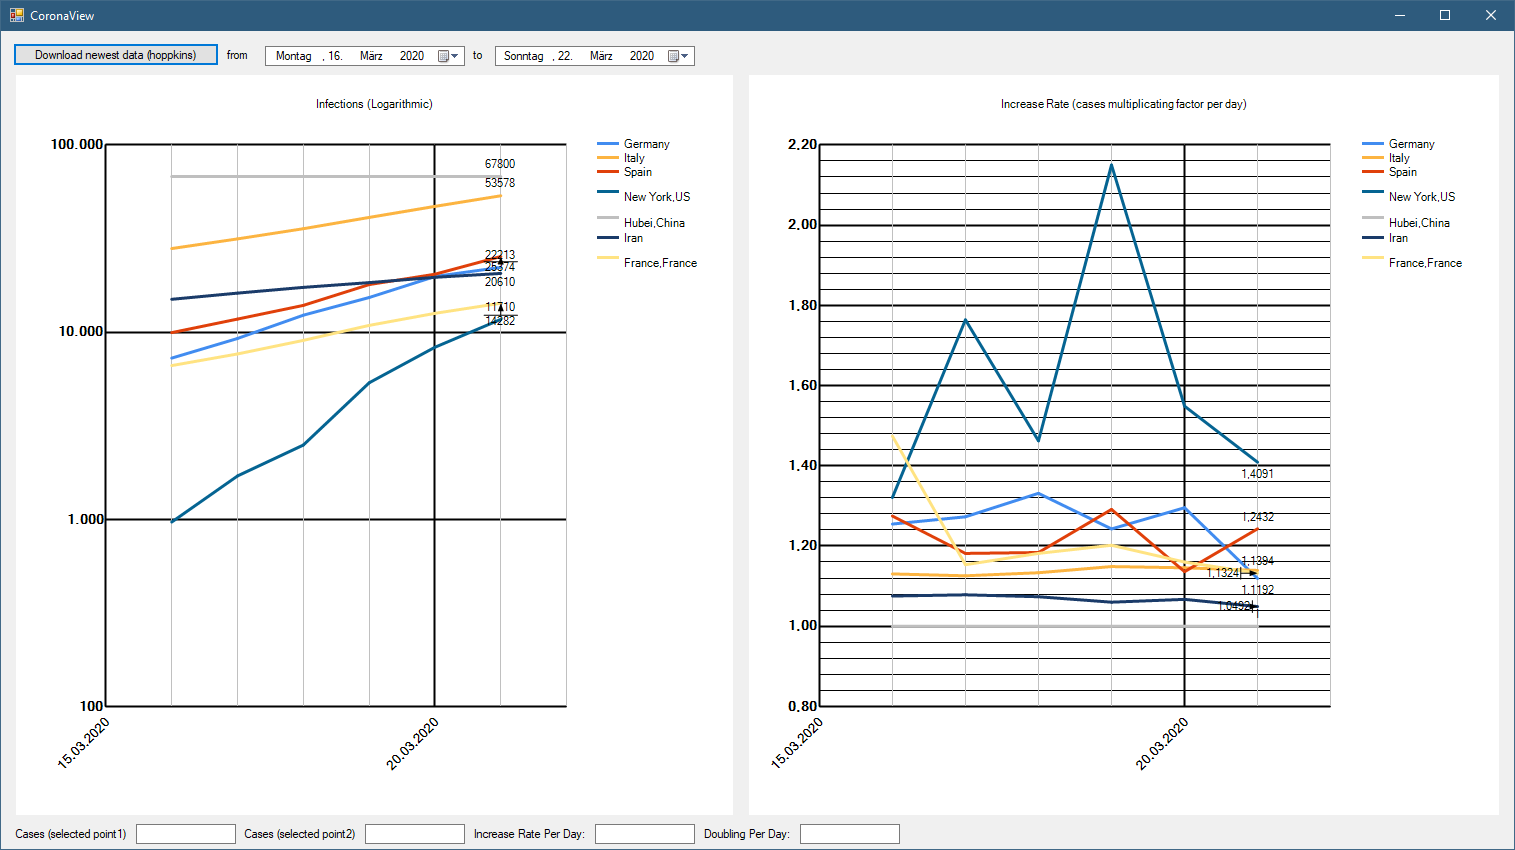 CoronaView
Download newest data (hoppkins) from Montag , 16. März 2020 to Sonntag , 22. März 2020
Infections (Logarithmic)
100.000
10.000
1.000
100
15.03.2020
20.03.2020
67800
53578
22213
25374
20610
11710
14282
Germany
Italy
Spain
New York,US
Hubei,China
Iran
France,France
Increase Rate (cases multiplicating factor per day)
2,20
2,00
1,80
1,60
1,40
1,20
1,00
0,80
15.03.2020
20.03.2020
1,4091
1,2432
1,1394
1,1324
1,1192
1,0492
Germany
Italy
Spain
New York,US
Hubei,China
Iran
France,France
Cases (selected point1) Cases (selected point2) Increase Rate Per Day: Doubling Per Day: